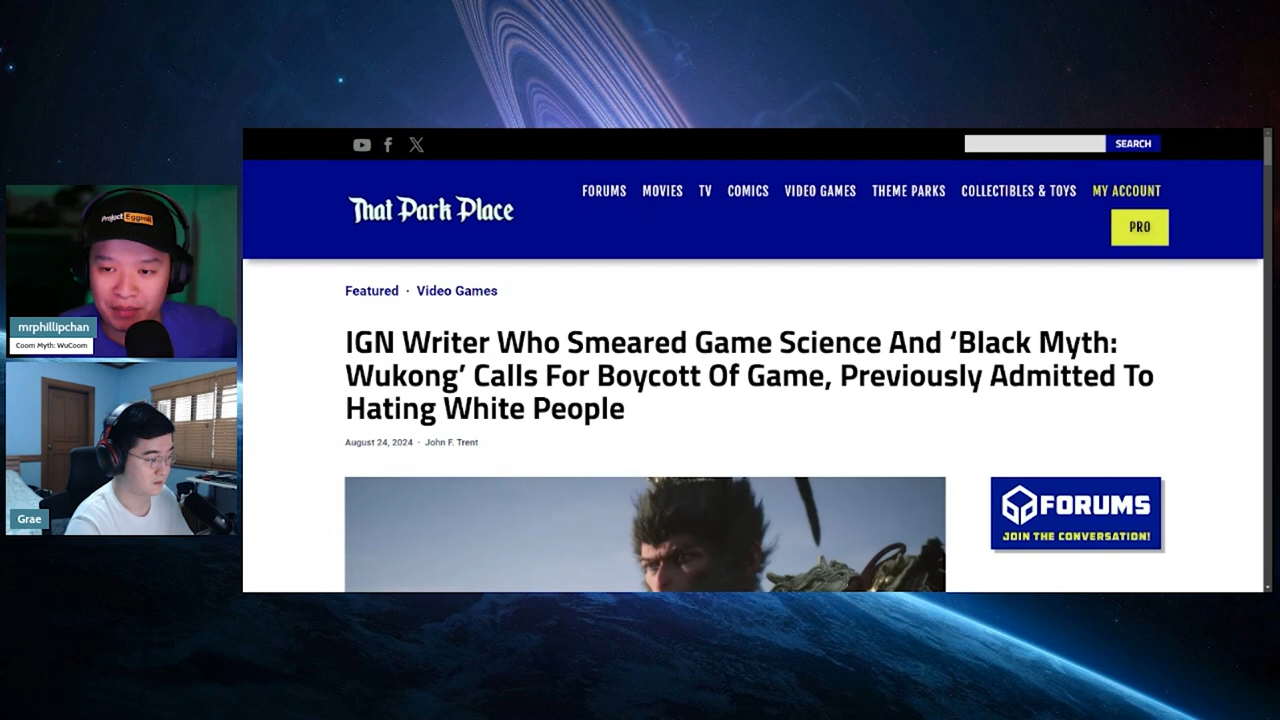 SEARCH
That Park Place
FORUMS MOVIES TV COMICS VIDEO GAMES THEME PARKS COLLECTIBLES & TOYS MY ACCOUNT
PRO
Featured · Video Games
IGN Writer Who Smeared Game Science And ‘Black Myth:
Wukong’ Calls For Boycott Of Game, Previously Admitted To
Hating White People
August 24, 2024 · John F. Trent
FORUMS
JOIN THE CONVERSATION!
Project Eggroll
mrphillipchan
Coom Myth: WuCoom
Grae